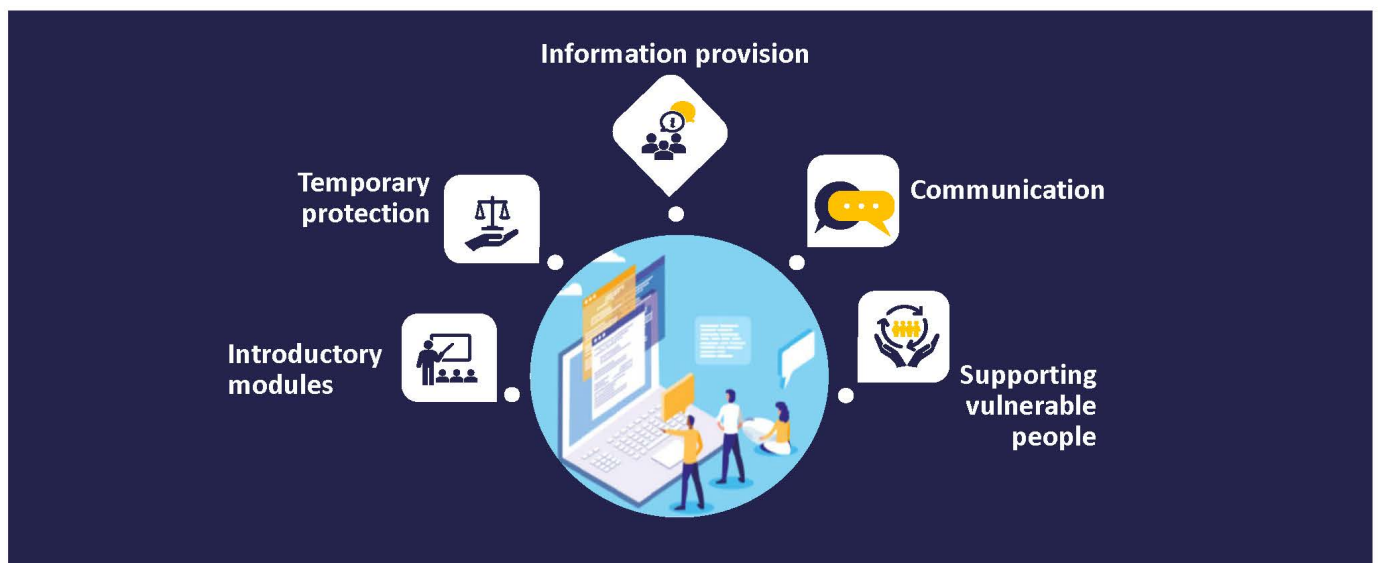 Information provision
Temporary
protection
Communication
Introductory
modules
Supporting
vulnerable
people